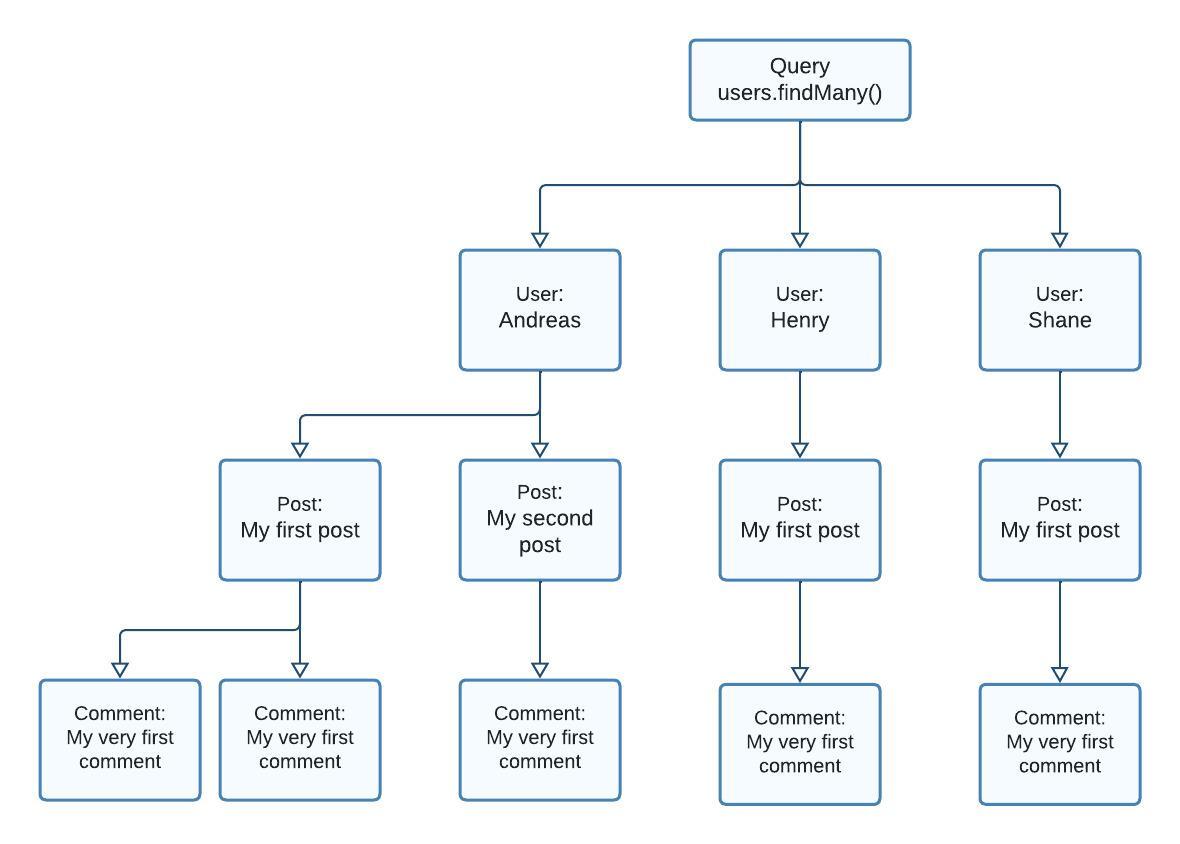 Query
users.findMany()
User:
Andreas
User:
Henry
User:
Shane
Post:
My first post
Post:
My second
post
Post:
My first post
Post:
My first post
Comment:
My very first
comment
Comment:
My very first
comment
Comment:
My very first
comment
Comment:
My very first
comment
Comment:
My very first
comment